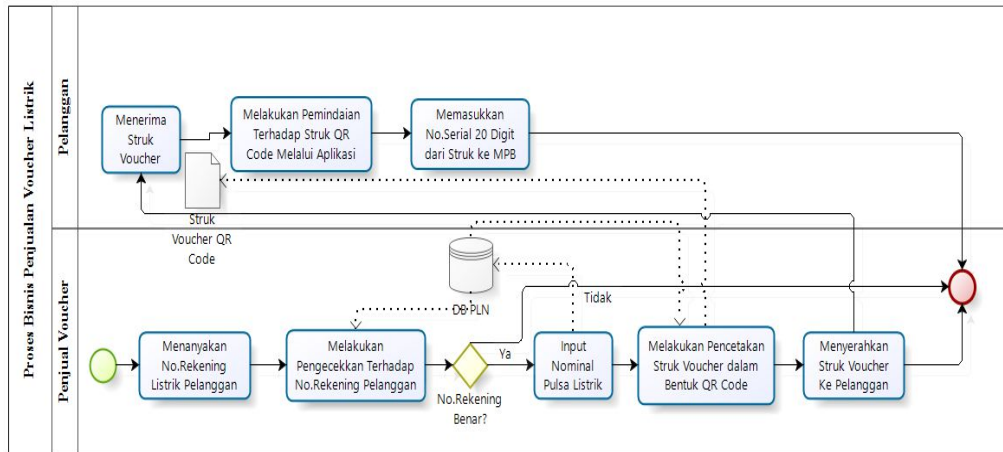 Proses Bisnis Penjualan Voucher Listrik
Pelanggan
Menerima
Struk
Voucher
Melakukan Pemindaian
Terhadap Struk QR
Code Melalui Aplikasi
Memasukkan
No.Serial 20 Digit
dari Struk ke MPB
Struk
Voucher QR
Code
Penjual Voucher
DB PLN
Tidak
Menanyakan
No.Rekening
Listrik Pelanggan
Melakukan
Pengecekkan Terhadap
No.Rekening Pelanggan
Ya
No.Rekening
Benar?
Input
Nominal
Pulsa Listrik
Melakukan Pencetakan
Struk Voucher dalam
Bentuk QR Code
Menyerahkan
Struk Voucher
Ke Pelanggan